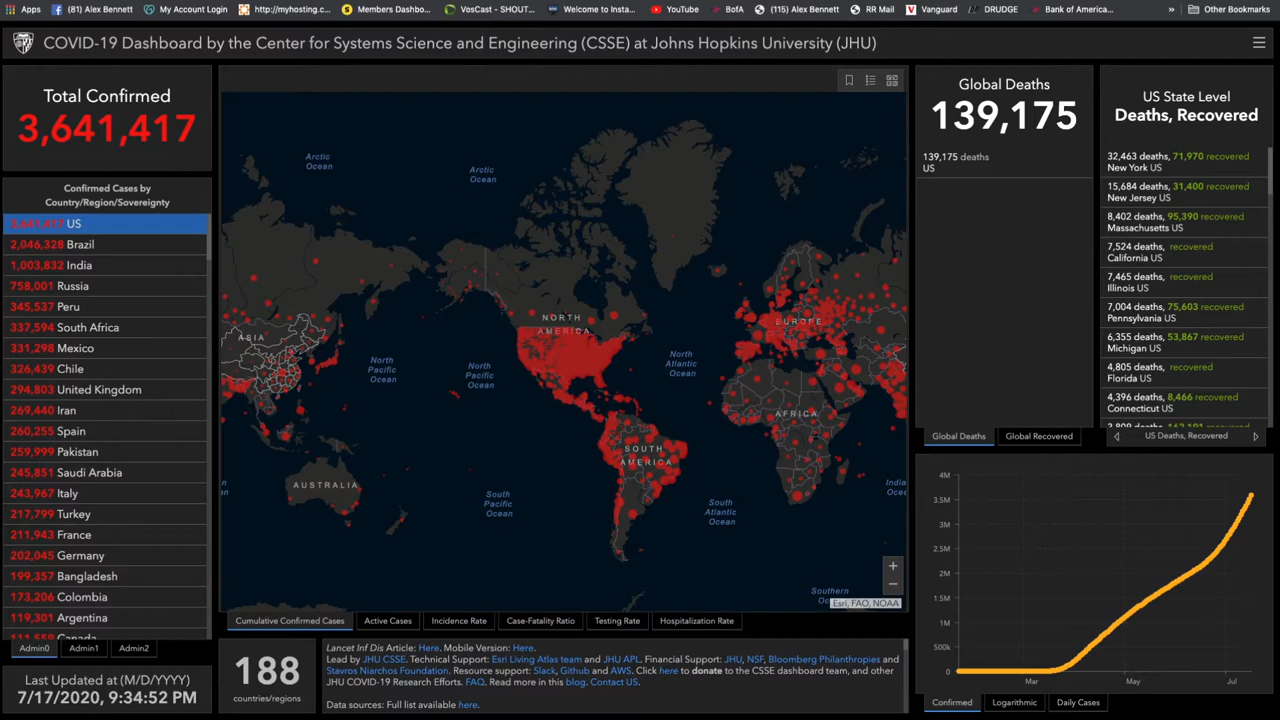 Apps
(81) Alex Bennett
My Account Login
http://myhosting.c...
Members Dashbo...
VosCast - SHOUT...
Welcome to Insta...
YouTube
BofA
(115) Alex Bennett
RR Mail
Vanguard
DRUDGE
Bank of America...
»
Other Bookmarks
COVID-19 Dashboard by the Center for Systems Science and Engineering (CSSE) at Johns Hopkins University (JHU)
Total Confirmed
3,641,417
Confirmed Cases by
Country/Region/Sovereignty
3,641,417 US
2,046,328 Brazil
1,003,832 India
758,001 Russia
345,537 Peru
337,594 South Africa
331,298 Mexico
326,439 Chile
294,803 United Kingdom
269,440 Iran
260,255 Spain
259,999 Pakistan
245,851 Saudi Arabia
243,967 Italy
217,799 Turkey
211,943 France
202,045 Germany
199,357 Bangladesh
173,206 Colombia
119,301 Argentina
111,559 Canada
Admin0
Admin1
Admin2
Last Updated at (M/D/YYYY)
7/17/2020, 9:34:52 PM
Arctic
Ocean
Arctic
Ocean
NORTH
AMERICA
EUROPE
ASIA
North
Pacific
Ocean
North
Pacific
Ocean
North
Atlantic
Ocean
AFRICA
SOUTH
AMERICA
AUSTRALIA
South
Pacific
Ocean
South
Atlantic
Ocean
India
Ocea
Southern
Esri, FAO, NOAA
+
−
Cumulative Confirmed Cases
Active Cases
Incidence Rate
Case-Fatality Ratio
Testing Rate
Hospitalization Rate
188
countries/regions
Lancet Inf Dis Article: Here. Mobile Version: Here.
Lead by JHU CSSE. Technical Support: Esri Living Atlas team and JHU APL. Financial Support: JHU, NSF, Bloomberg Philanthropies and
Stavros Niarchos Foundation. Resource support: Slack, Github and AWS. Click here to donate to the CSSE dashboard team, and other
JHU COVID-19 Research Efforts. FAQ. Read more in this blog. Contact US.
Data sources: Full list available here.
Global Deaths
139,175
139,175 deaths
US
Global Deaths
Global Recovered
US State Level
Deaths, Recovered
32,463 deaths, 71,970 recovered
New York US
15,684 deaths, 31,400 recovered
New Jersey US
8,402 deaths, 95,390 recovered
Massachusetts US
7,524 deaths, recovered
California US
7,465 deaths, recovered
Illinois US
7,004 deaths, 75,603 recovered
Pennsylvania US
6,355 deaths, 53,867 recovered
Michigan US
4,805 deaths, recovered
Florida US
4,396 deaths, 8,466 recovered
Connecticut US
US Deaths, Recovered
4M
3.5M
3M
2.5M
2M
1.5M
1M
500k
0
Mar
May
Jul
Confirmed
Logarithmic
Daily Cases